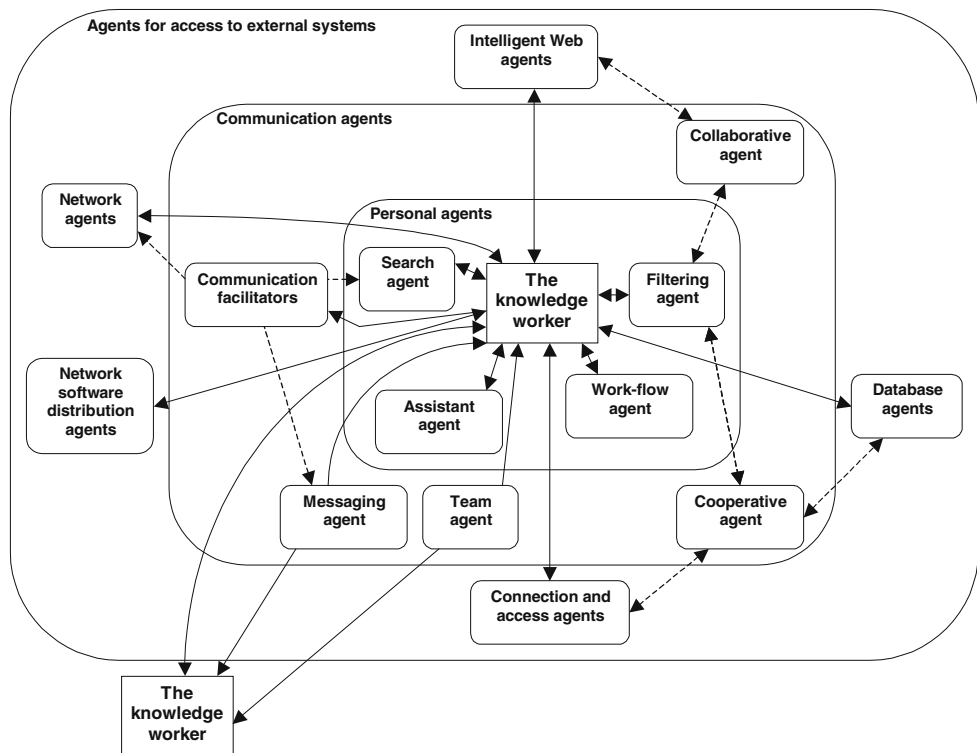 Agents for access to external systems
Intelligent Web
agents
Communication agents
Collaborative
agent
Network
agents
Personal agents
Search
agent
The
knowledge
worker
Filtering
agent
Communication
facilitators
Network
software
distribution
agents
Assistant
agent
Work-flow
agent
Database
agents
Messaging
agent
Team
agent
Cooperative
agent
Connection and
access agents
The
knowledge
worker